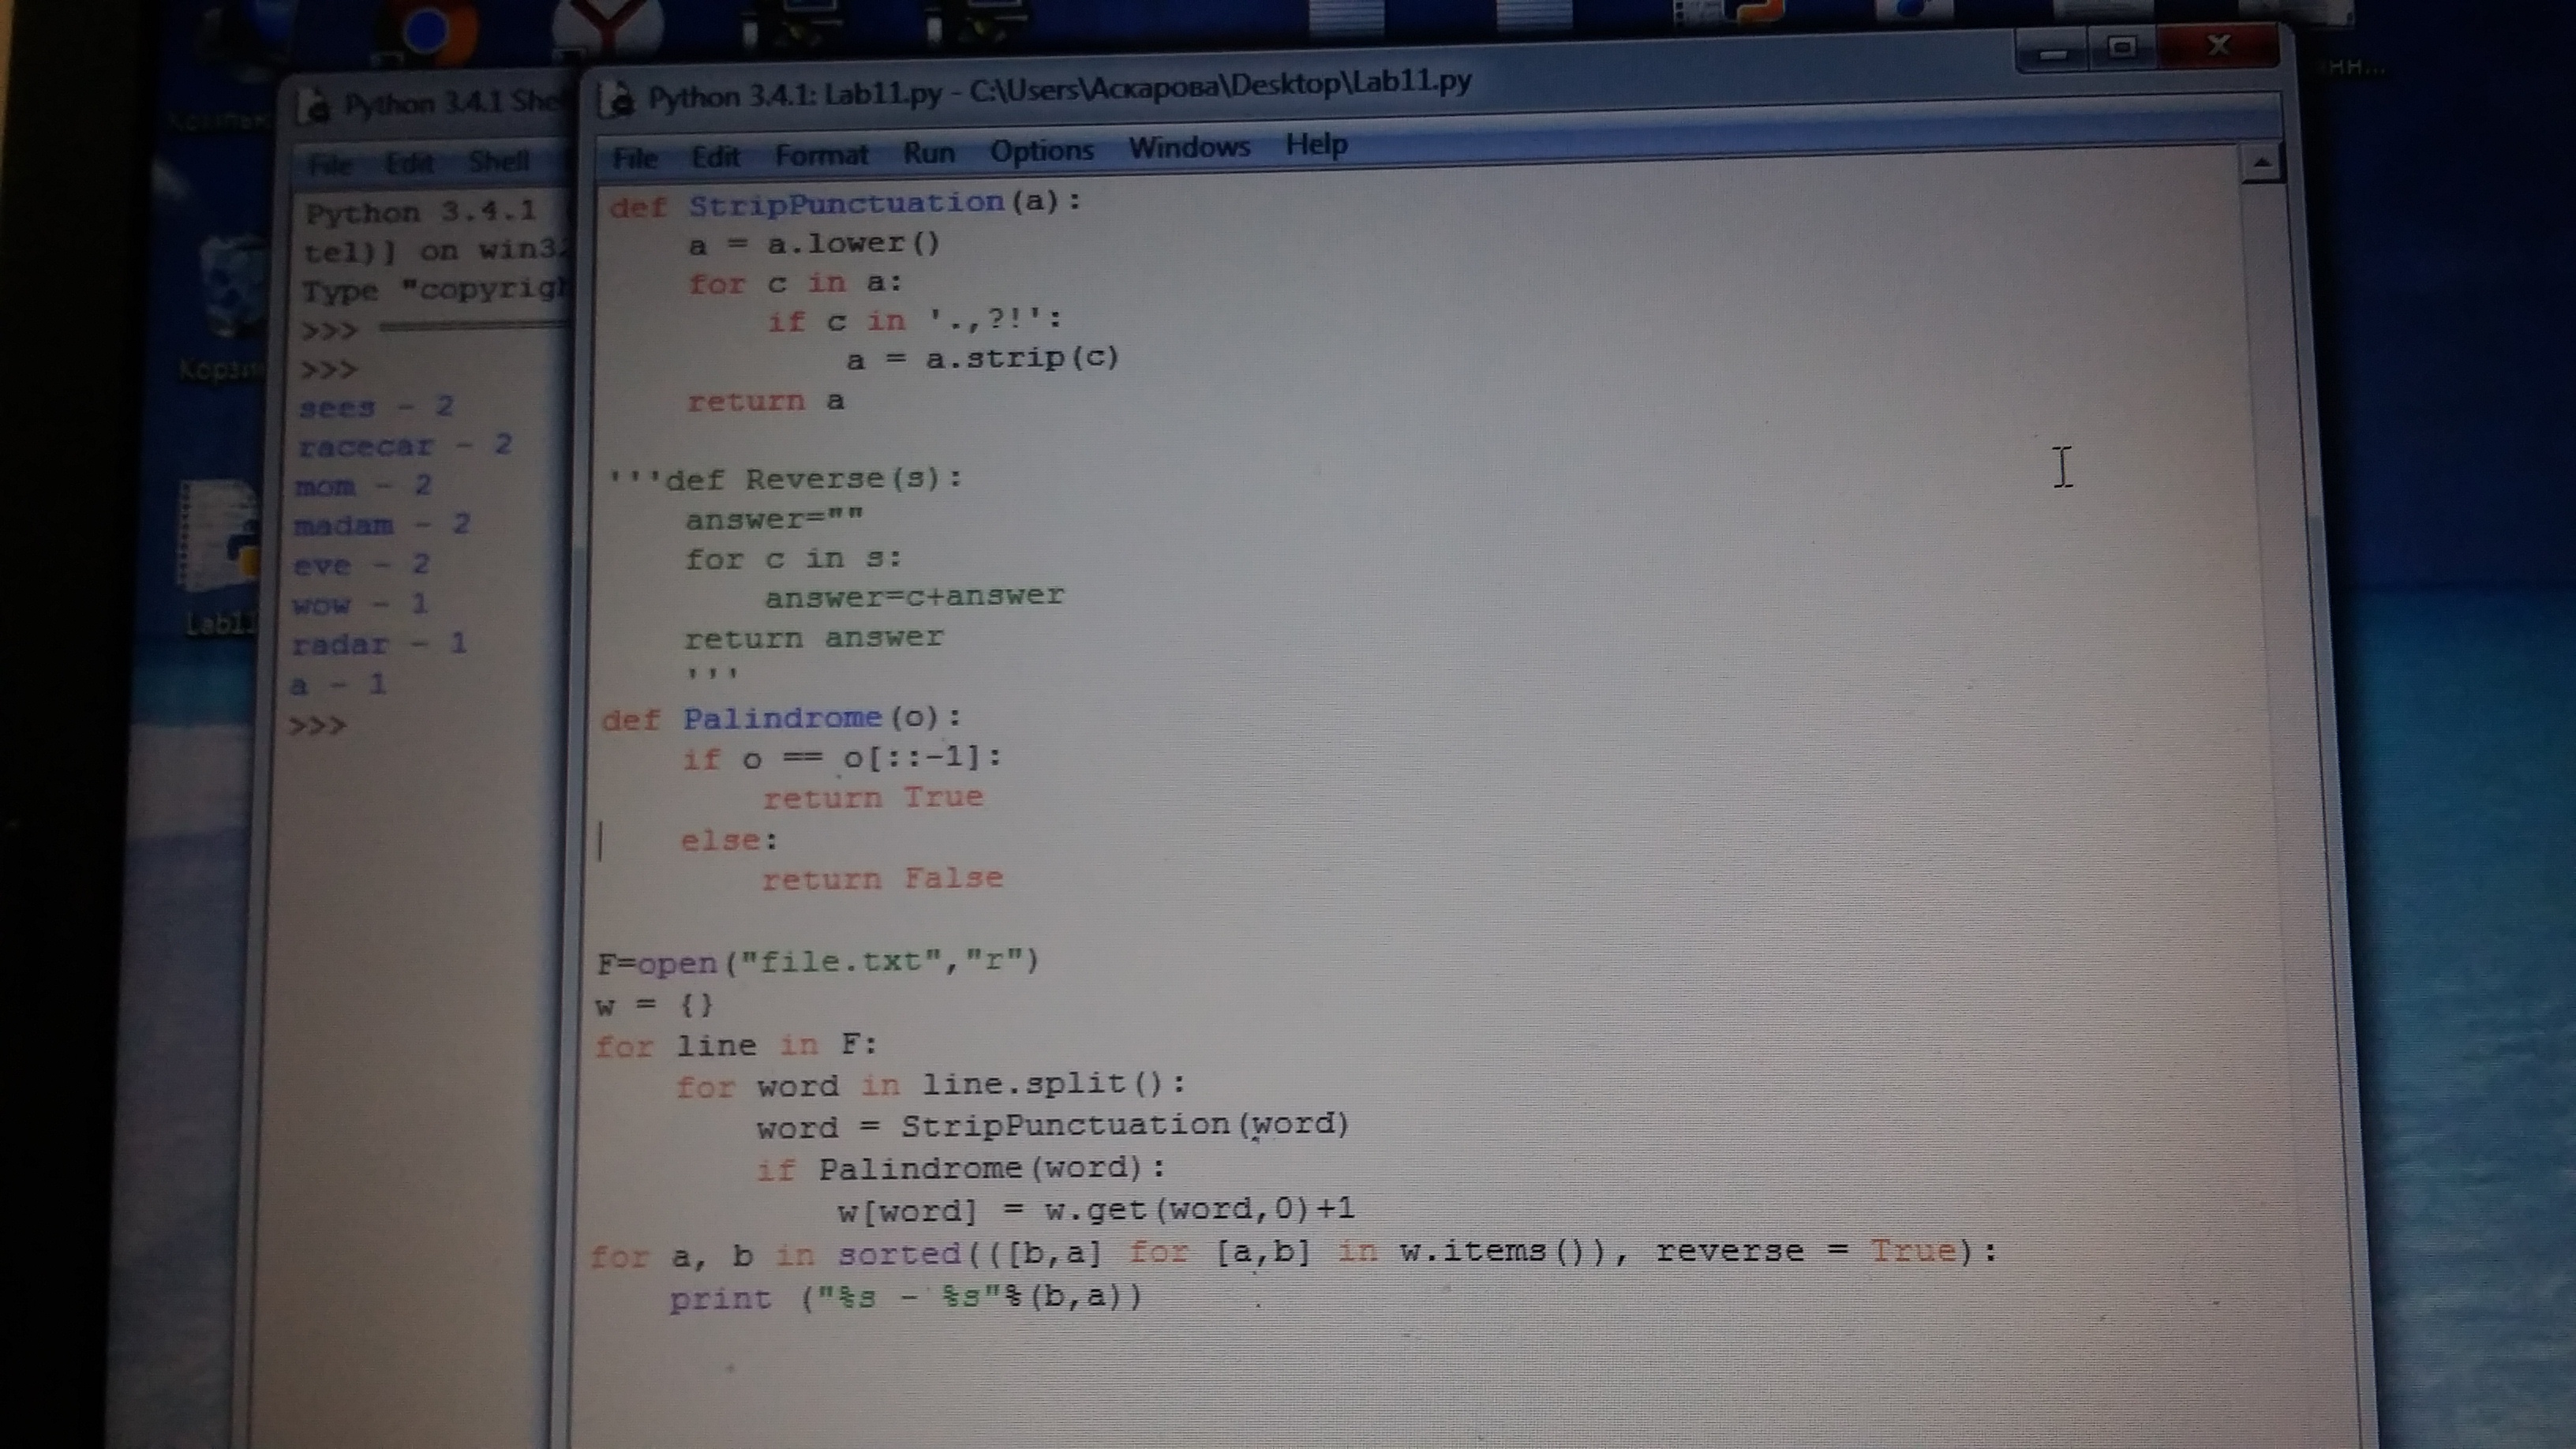 Python 3.4.1 She
File Edit Shell
Python 3.4.1 (
tel)] on win32
Type "copyrigh
>>>
>>>
sees - 2
racecar - 2
mom - 2
madam - 2
eve - 2
wow - 1
radar - 1
a - 1
>>>
Python 3.4.1: Lab11.py - C:\Users\Аскарова\Desktop\Lab11.py
File Edit Format Run Options Windows Help
def StripPunctuation(a):
    a = a.lower()
    for c in a:
        if c in '.,?!':
            a = a.strip(c)
    return a
'''def Reverse(s):
    answer=""
    for c in s:
        answer=c+answer
    return answer
    '''
def Palindrome(o):
    if o == o[::-1]:
        return True
    else:
        return False
F=open("file.txt","r")
w = {}
for line in F:
    for word in line.split():
        word = StripPunctuation(word)
        if Palindrome(word):
            w[word] = w.get(word,0)+1
for a, b in sorted(([b,a] for [a,b] in w.items()), reverse = True):
    print ("%s - %s"%(b,a))